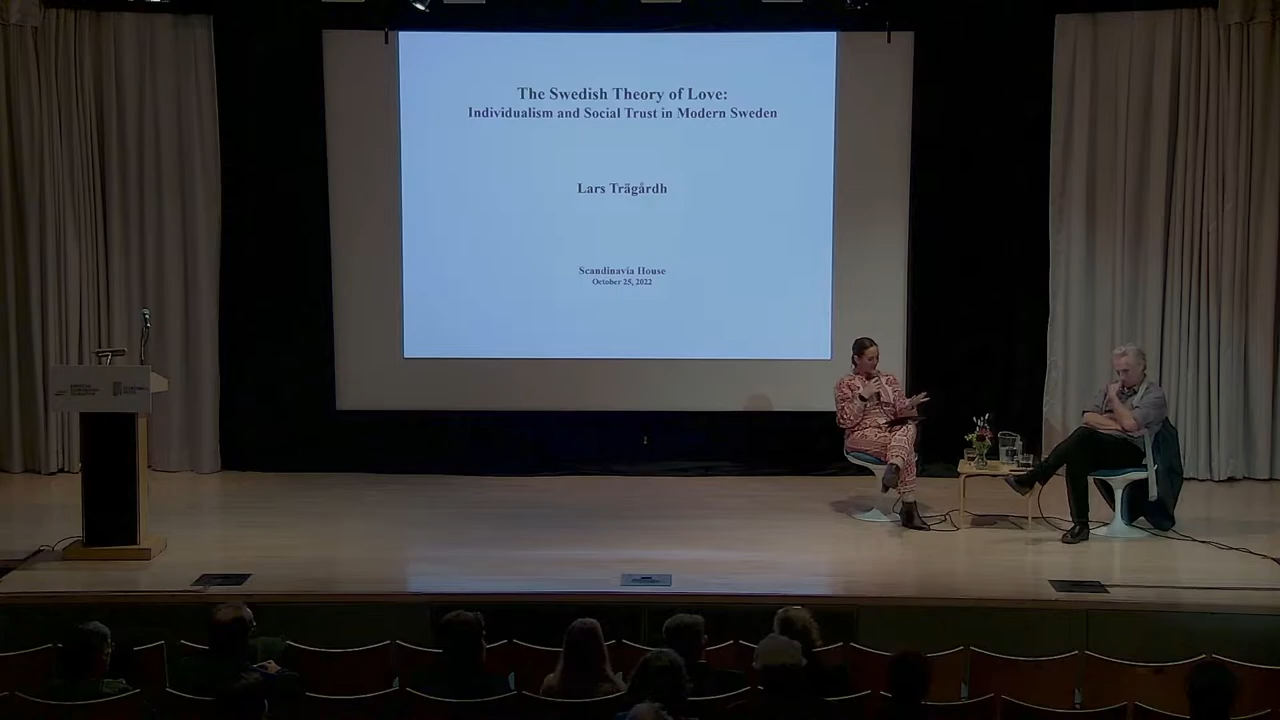 The Swedish Theory of Love:
Individualism and Social Trust in Modern Sweden
Lars Trägårdh
Scandinavia House
October 25, 2022